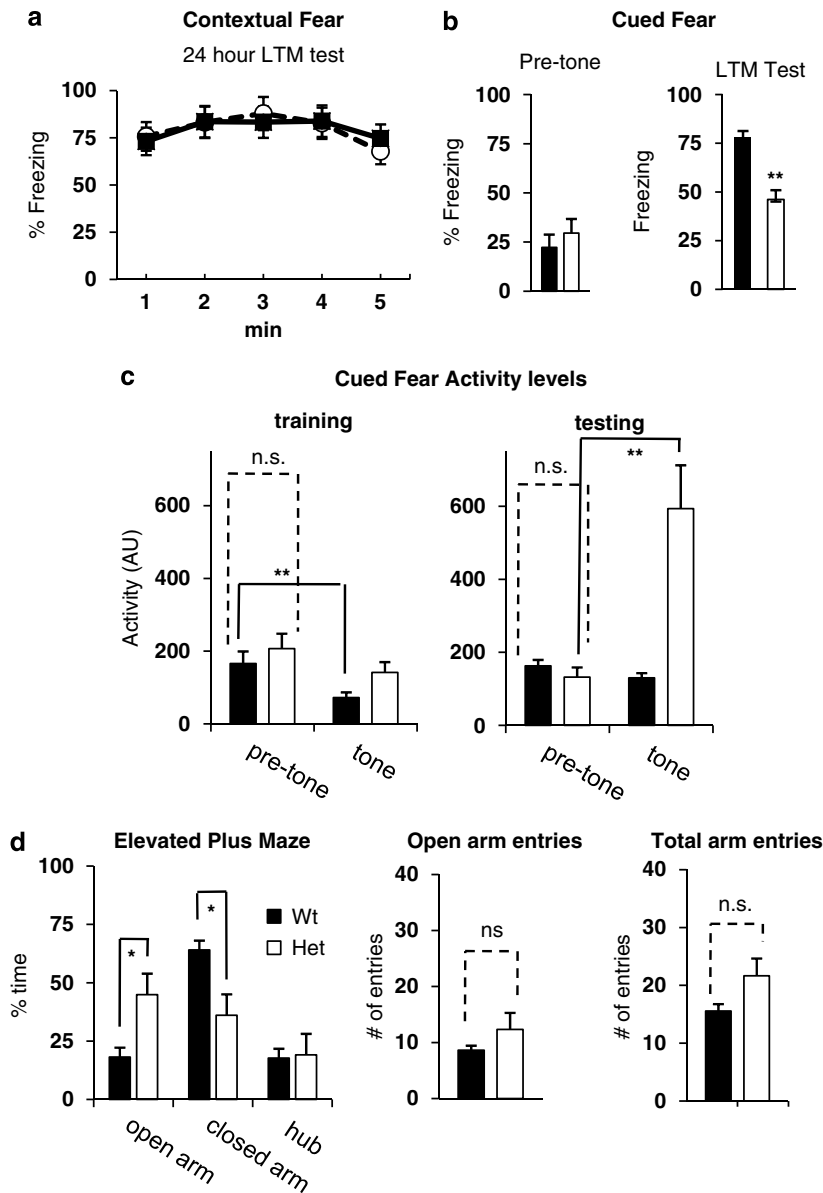 a
Contextual Fear
24 hour LTM test
% Freezing
100
75
50
25
0
1 2 3 4 5
min
b
Cued Fear
Pre-tone
% Freezing
100
75
50
25
0
LTM Test
Freezing
100
75
50
25
0
**
c
Cued Fear Activity levels
training
Activity (AU)
600
400
200
0
n.s.
**
pre-tone
tone
testing
600
400
200
0
n.s.
**
pre-tone
tone
d
Elevated Plus Maze
% time
100
75
50
25
0
*
*
Wt
Het
open arm
closed arm
hub
Open arm entries
# of entries
40
30
20
10
0
ns
Total arm entries
# of entries
40
30
20
10
0
n.s.